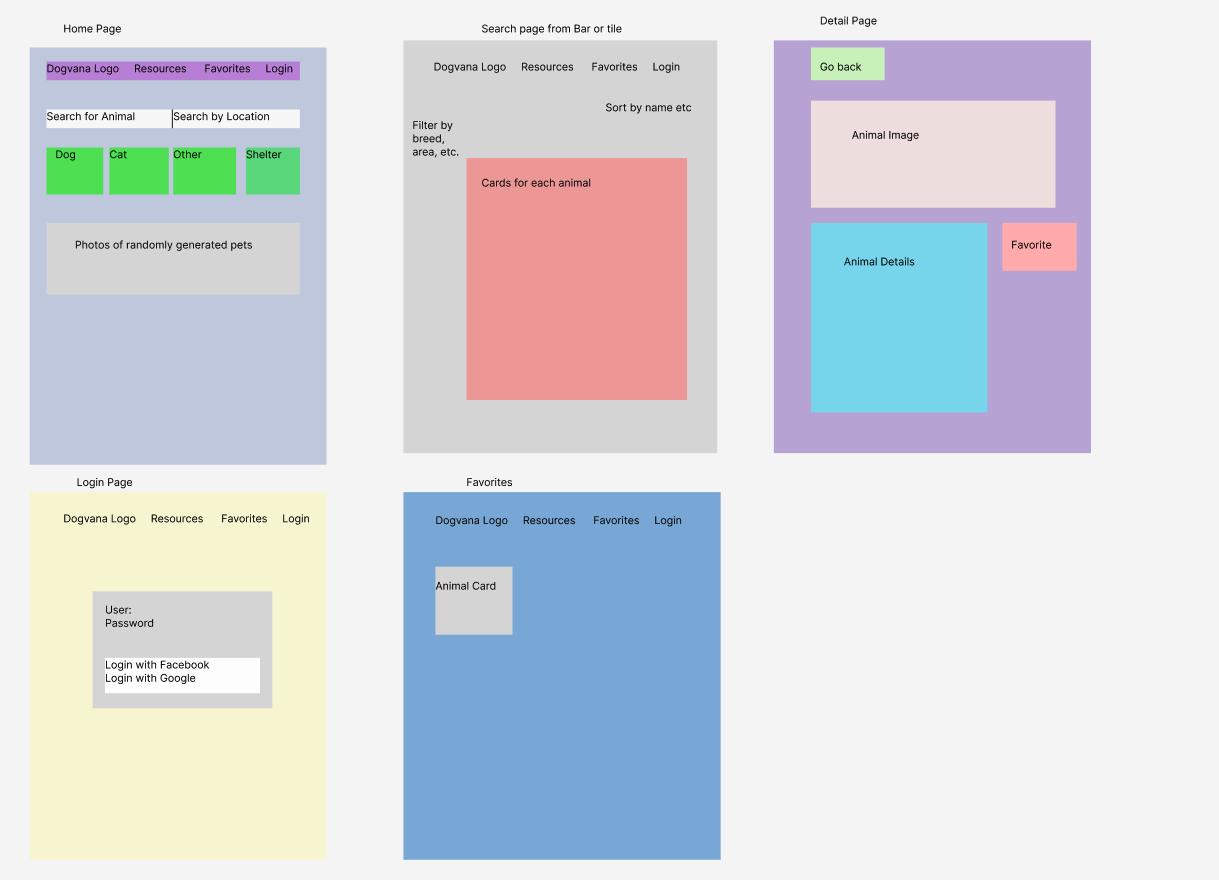 Home Page
Dogvana Logo Resources Favorites Login
Search for Animal Search by Location
Dog Cat Other Shelter
Photos of randomly generated pets
Search page from Bar or tile
Dogvana Logo Resources Favorites Login
Sort by name etc
Filter by
breed,
area, etc.
Cards for each animal
Detail Page
Go back
Animal Image
Animal Details
Favorite
Login Page
Dogvana Logo Resources Favorites Login
User:
Password
Login with Facebook
Login with Google
Favorites
Dogvana Logo Resources Favorites Login
Animal Card